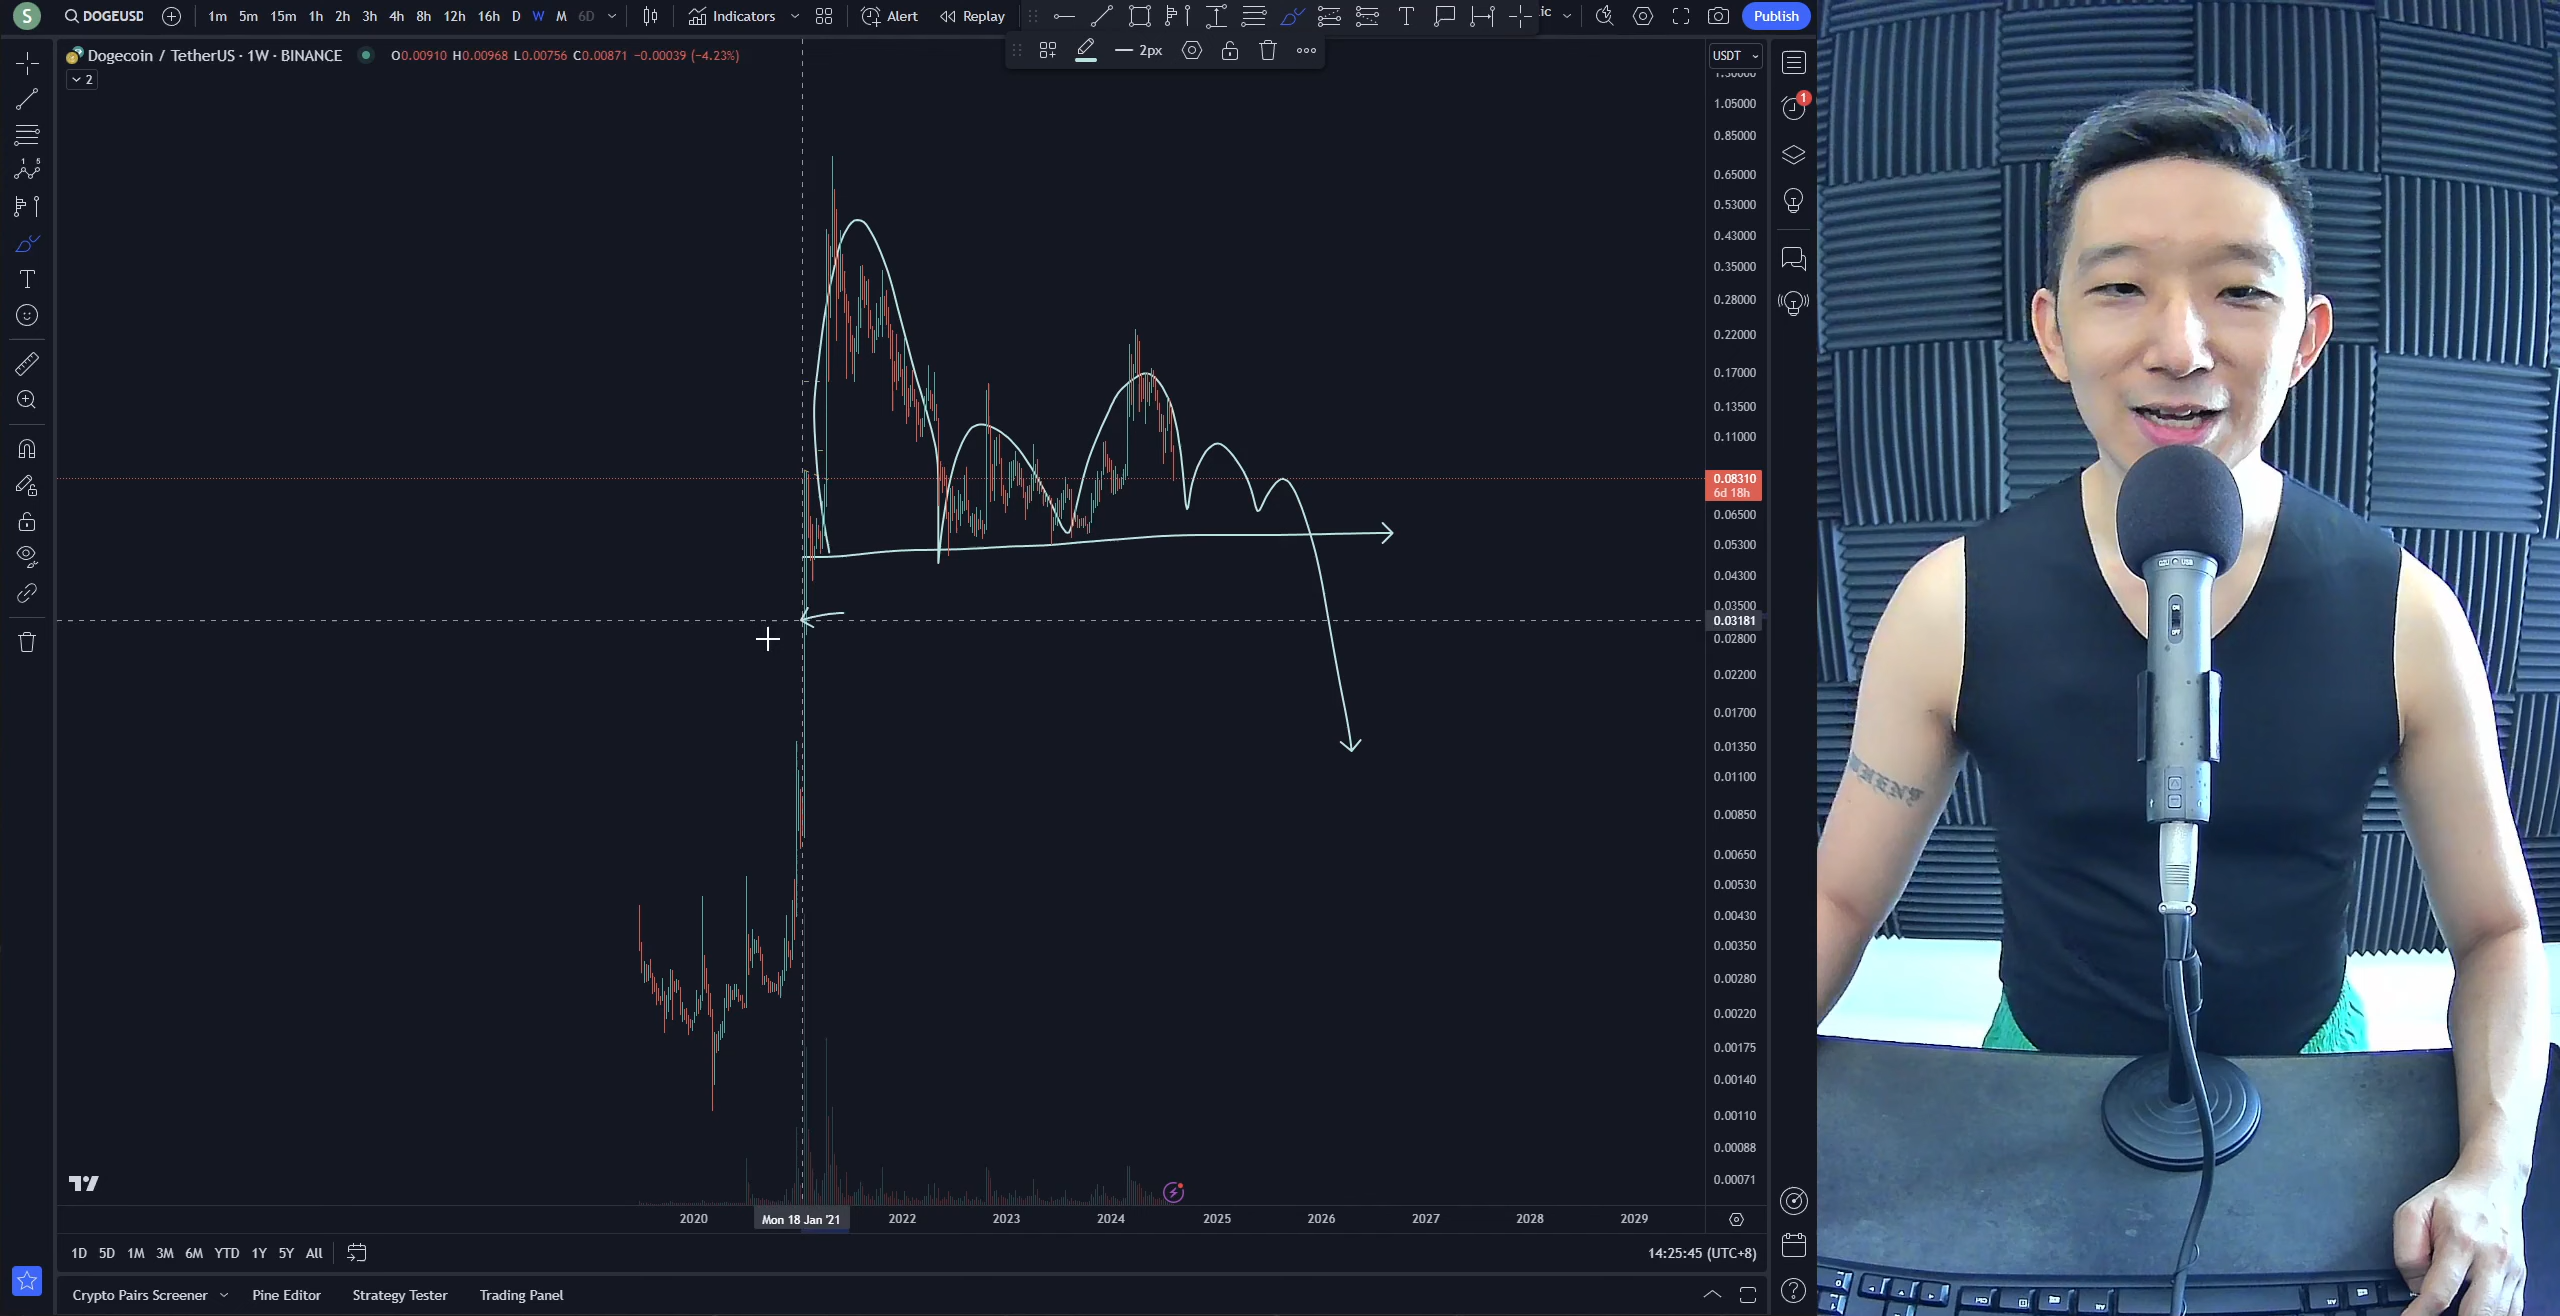 S
DOGEUSD
1m 5m 15m 1h 2h 3h 4h 8h 12h 16h D W M 6D
Indicators
Alert
Replay
ic
Publish
Dogecoin / TetherUS · 1W · BINANCE
O0.00910 H0.00968 L0.00756 C0.00871 −0.00039 (−4.23%)
2px
USDT
2
1
1.30000
1.05000
0.85000
0.65000
0.53000
0.43000
0.35000
0.28000
0.22000
0.17000
0.13500
0.11000
0.08310
6d 18h
0.06500
0.05300
0.04300
0.03500
0.03181
0.02800
0.02200
0.01700
0.01350
0.01100
0.00850
0.00650
0.00530
0.00430
0.00350
0.00280
0.00220
0.00175
0.00140
0.00110
0.00088
0.00071
2020 Mon 18 Jan '21 2022 2023 2024 2025 2026 2027 2028 2029
1D 5D 1M 3M 6M YTD 1Y 5Y All
14:25:45 (UTC+8)
Crypto Pairs Screener
Pine Editor
Strategy Tester
Trading Panel